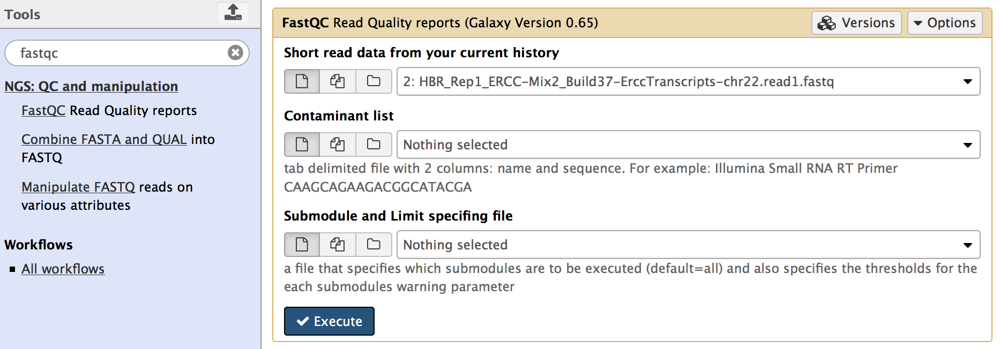 Tools
fastqc
NGS: QC and manipulation
FastQC Read Quality reports
Combine FASTA and QUAL into
FASTQ
Manipulate FASTQ reads on
various attributes
Workflows
All workflows
FastQC Read Quality reports (Galaxy Version 0.65)
Versions
Options
Short read data from your current history
2: HBR_Rep1_ERCC-Mix2_Build37-ErccTranscripts-chr22.read1.fastq
Contaminant list
Nothing selected
tab delimited file with 2 columns: name and sequence. For example: Illumina Small RNA RT Primer
CAAGCAGAAGACGGCATACGA
Submodule and Limit specifing file
Nothing selected
a file that specifies which submodules are to be executed (default=all) and also specifies the thresholds for the
each submodules warning parameter
Execute